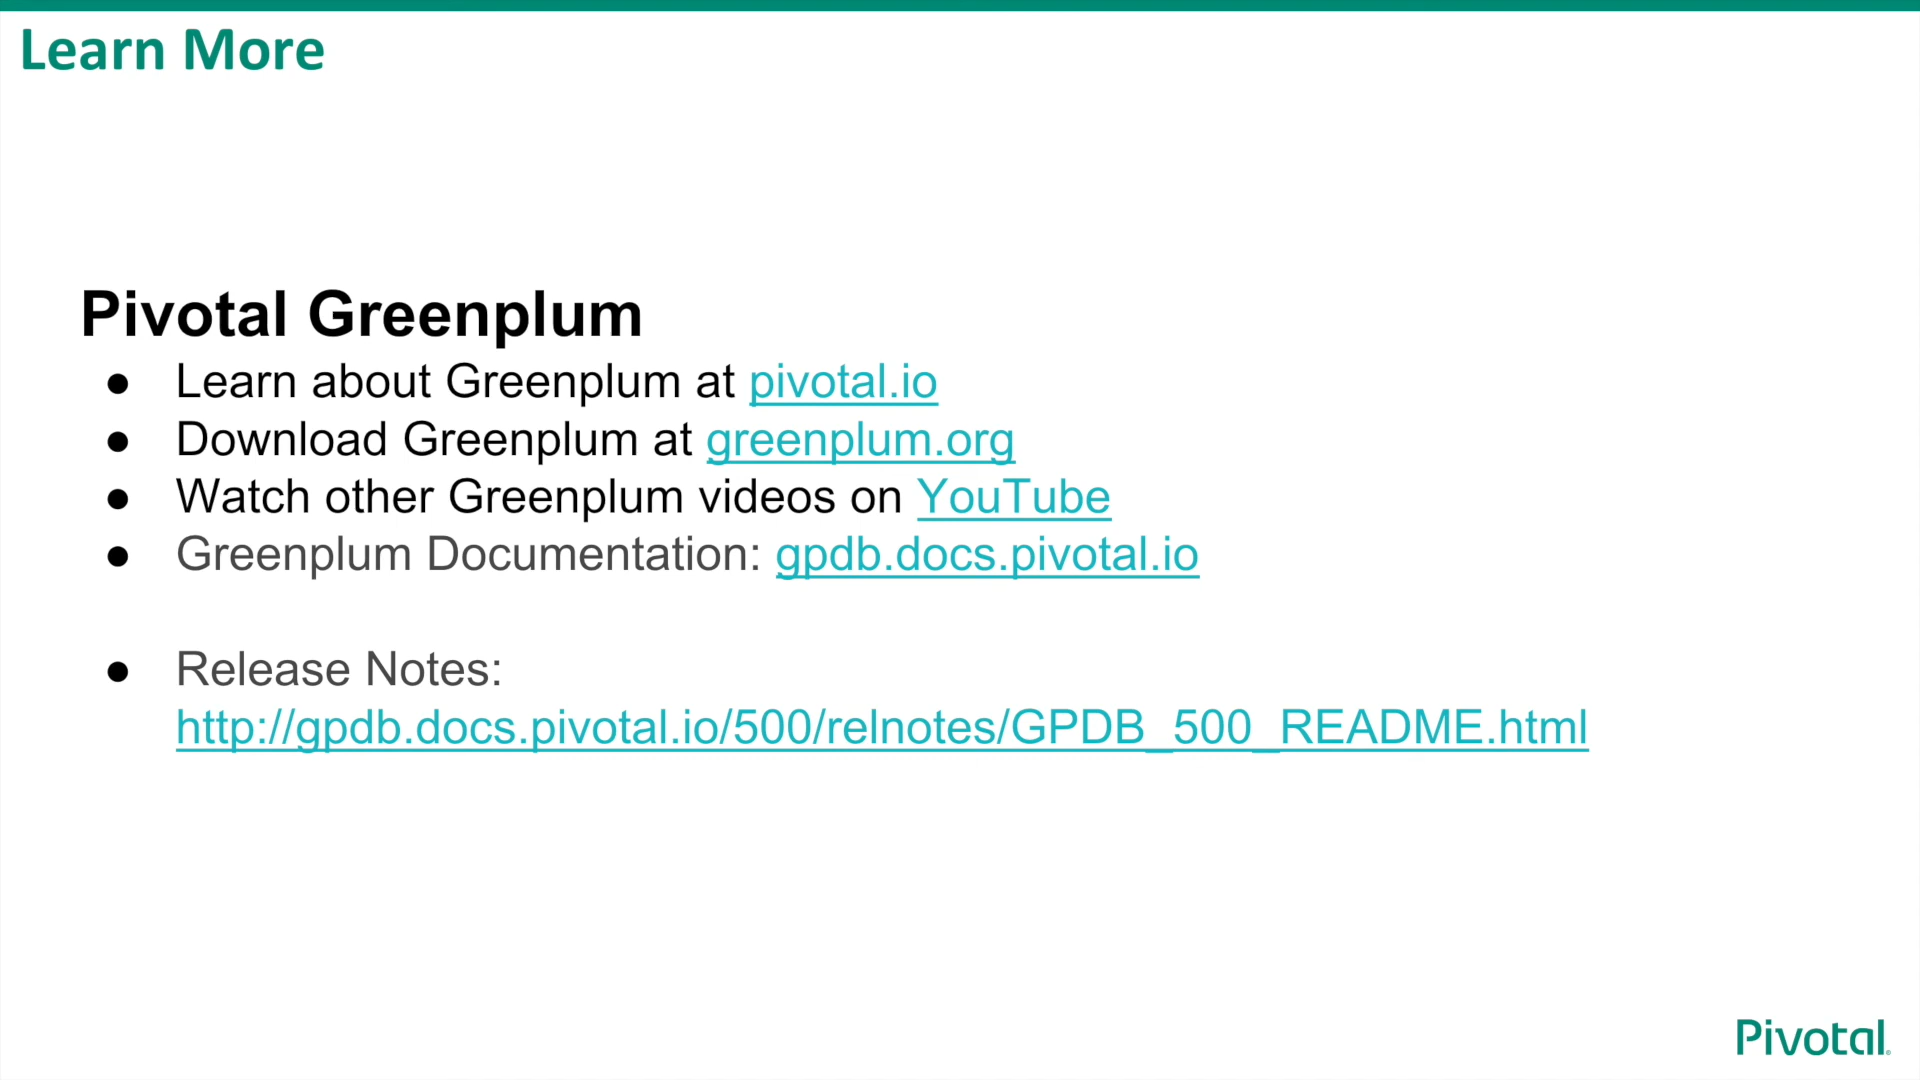 Learn More
Pivotal Greenplum
● Learn about Greenplum at pivotal.io
● Download Greenplum at greenplum.org
● Watch other Greenplum videos on YouTube
● Greenplum Documentation: gpdb.docs.pivotal.io
● Release Notes:
http://gpdb.docs.pivotal.io/500/relnotes/GPDB_500_README.html
Pivotal